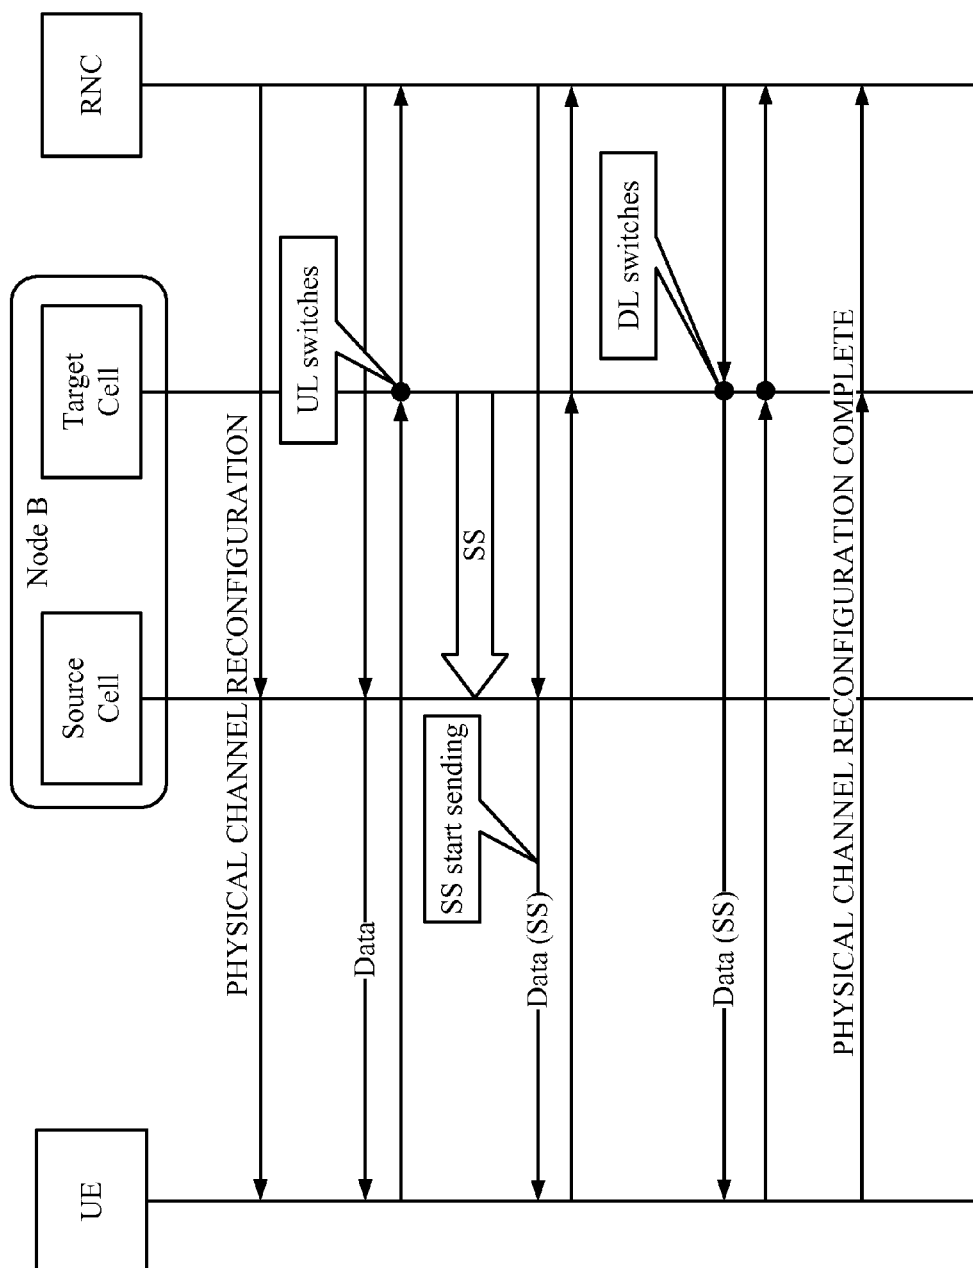 UE
Node B
Source
Cell
Target
Cell
RNC
PHYSICAL CHANNEL RECONFIGURATION
Data
UL switches
SS
SS start sending
Data (SS)
DL switches
Data (SS)
PHYSICAL CHANNEL RECONFIGURATION COMPLETE